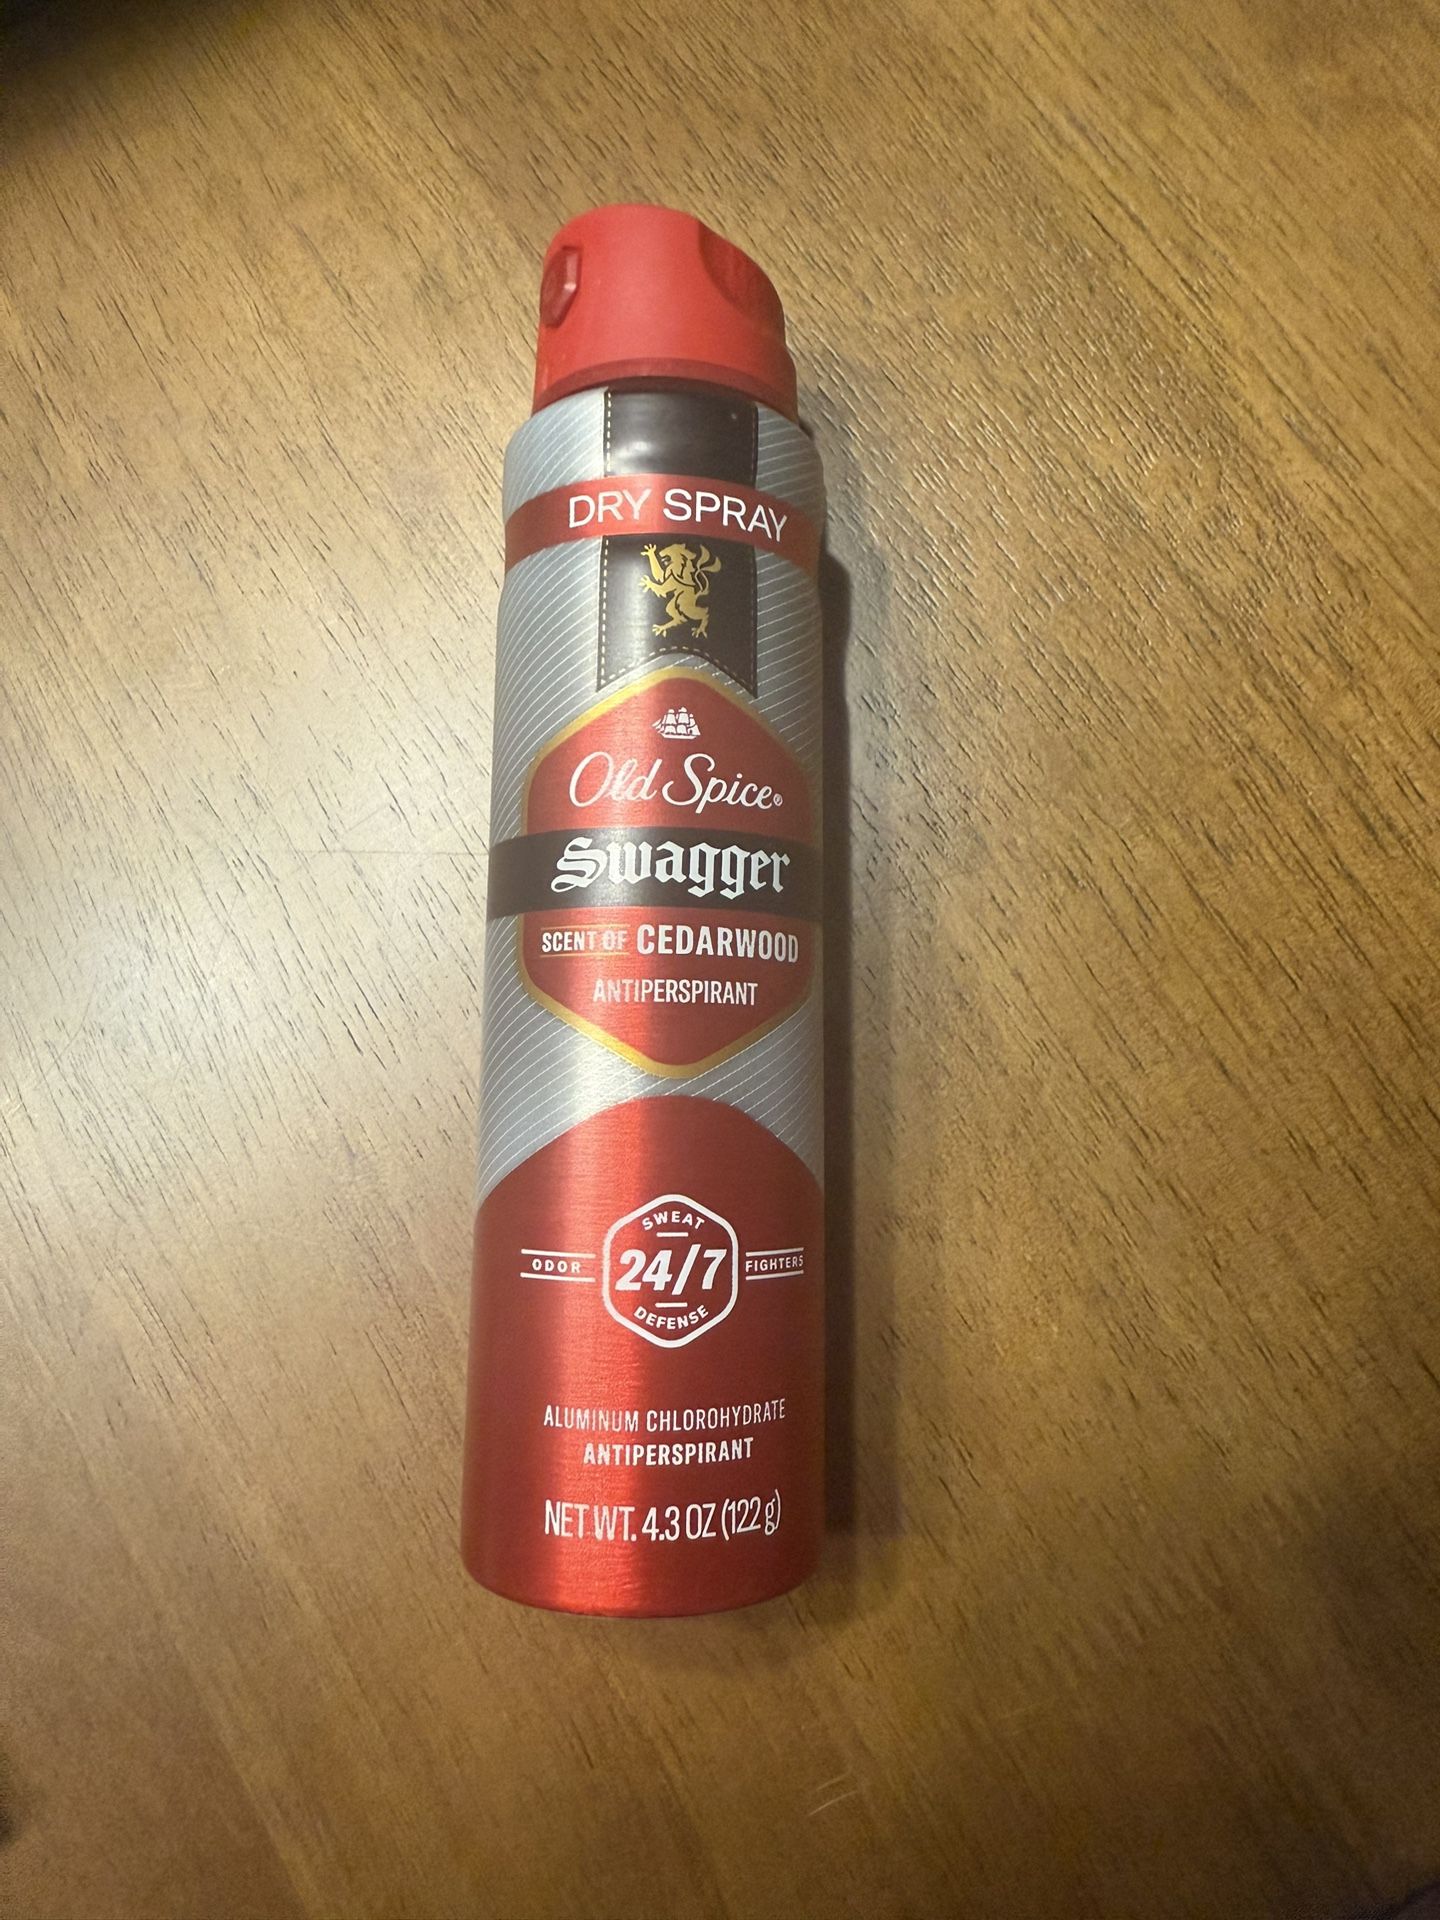 DRY SPRAY
Old Spice®
Swagger
SCENT OF CEDARWOOD
ANTIPERSPIRANT
SWEAT
ODOR 24/7 FIGHTERS
DEFENSE
ALUMINUM CHLOROHYDRATE
ANTIPERSPIRANT
NET WT. 4.3 OZ (122 g)